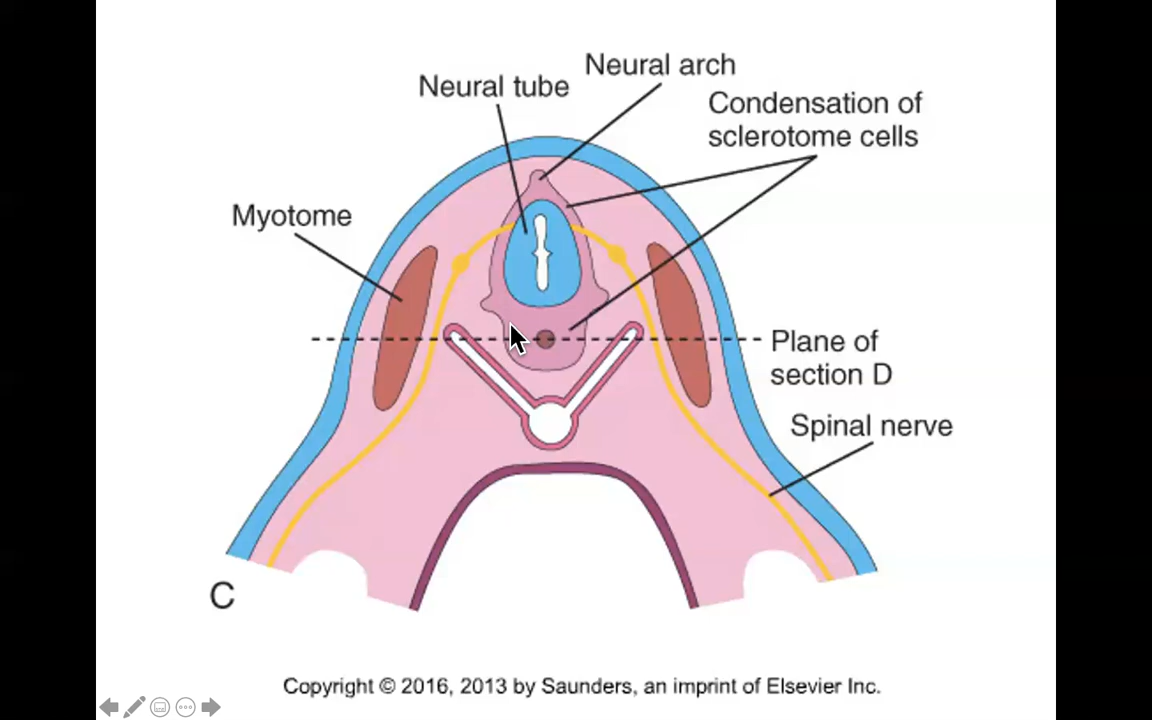 Neural arch
Neural tube
Condensation of
sclerotome cells
Myotome
Plane of
section D
Spinal nerve
C
Copyright © 2016, 2013 by Saunders, an imprint of Elsevier Inc.